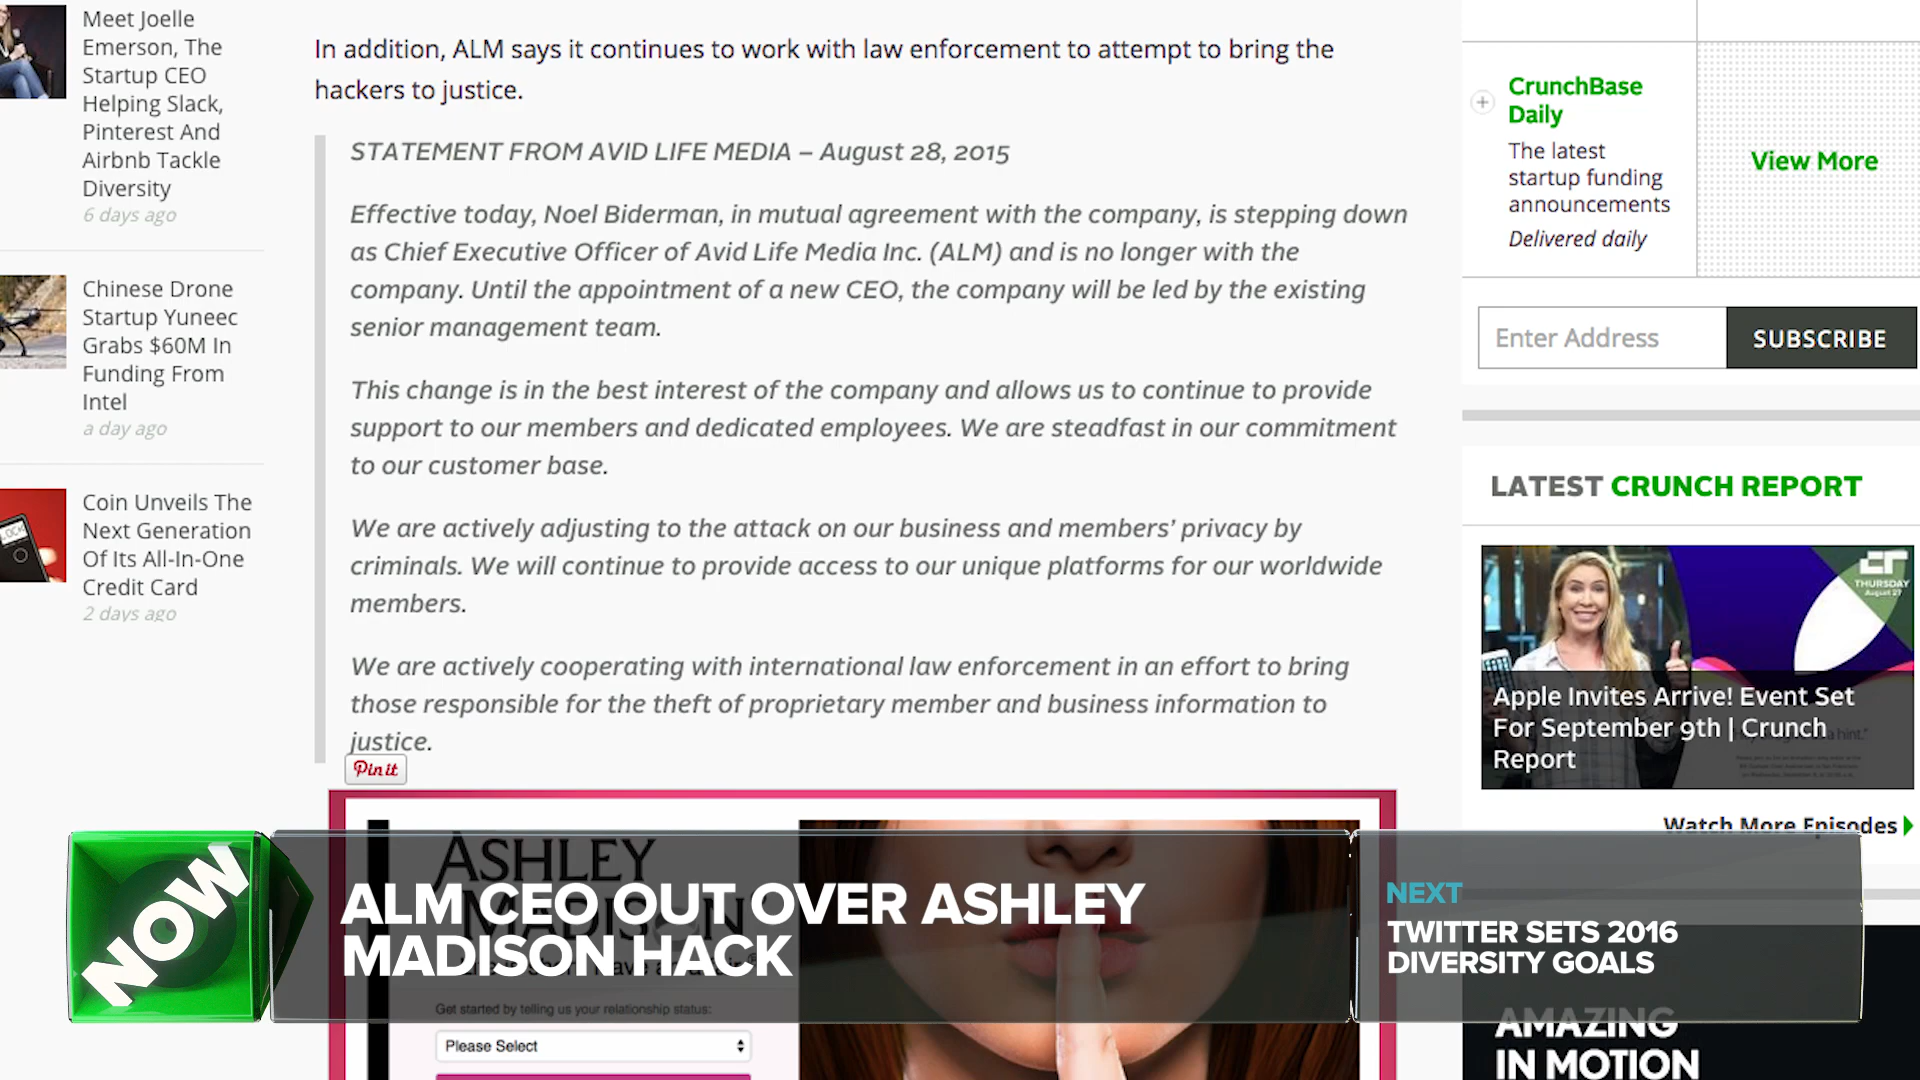 Meet Joelle
Emerson, The
Startup CEO
Helping Slack,
Pinterest And
Airbnb Tackle
Diversity
6 days ago
Chinese Drone
Startup Yuneec
Grabs $60M In
Funding From
Intel
a day ago
Coin Unveils The
Next Generation
Of Its All-In-One
Credit Card
2 days ago
In addition, ALM says it continues to work with law enforcement to attempt to bring the
hackers to justice.
STATEMENT FROM AVID LIFE MEDIA – August 28, 2015
Effective today, Noel Biderman, in mutual agreement with the company, is stepping down
as Chief Executive Officer of Avid Life Media Inc. (ALM) and is no longer with the
company. Until the appointment of a new CEO, the company will be led by the existing
senior management team.
This change is in the best interest of the company and allows us to continue to provide
support to our members and dedicated employees. We are steadfast in our commitment
to our customer base.
We are actively adjusting to the attack on our business and members' privacy by
criminals. We will continue to provide access to our unique platforms for our worldwide
members.
We are actively cooperating with international law enforcement in an effort to bring
those responsible for the theft of proprietary member and business information to
justice.
Pin it
ASHLEY
MADISON
Get started by telling us your relationship status:
Please Select
CrunchBase
Daily
The latest
startup funding
announcements
Delivered daily
View More
Enter Address
SUBSCRIBE
LATEST CRUNCH REPORT
THURSDAY
August 27
Apple Invites Arrive! Event Set
For September 9th | Crunch
Report
Watch More Episodes
AMAZING
IN MOTION
NOW
ALM CEO OUT OVER ASHLEY
MADISON HACK
NEXT
TWITTER SETS 2016
DIVERSITY GOALS